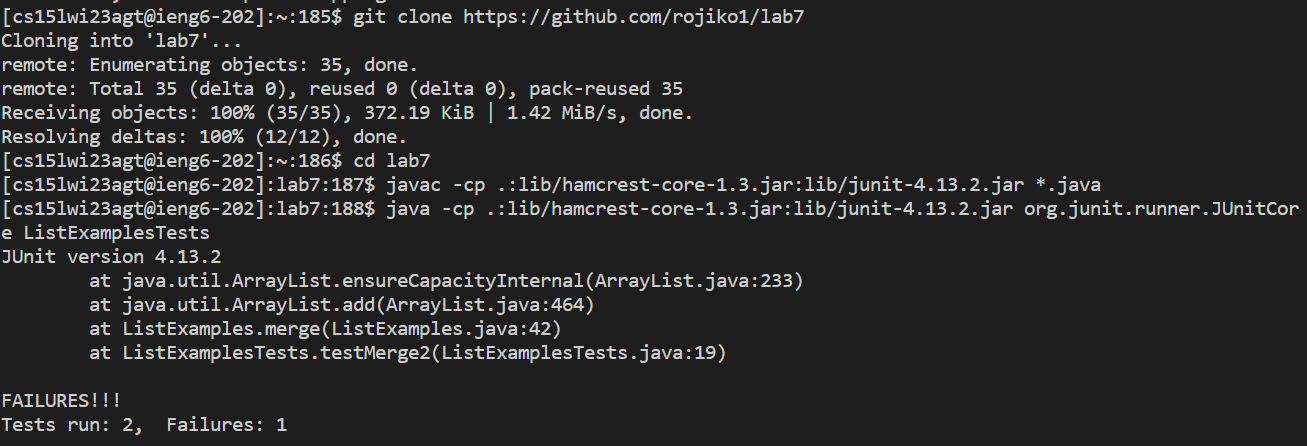 [cs15lwi23agt@ieng6-202]:~:185$ git clone https://github.com/rojiko1/lab7
Cloning into 'lab7'...
remote: Enumerating objects: 35, done.
remote: Total 35 (delta 0), reused 0 (delta 0), pack-reused 35
Receiving objects: 100% (35/35), 372.19 KiB | 1.42 MiB/s, done.
Resolving deltas: 100% (12/12), done.
[cs15lwi23agt@ieng6-202]:~:186$ cd lab7
[cs15lwi23agt@ieng6-202]:lab7:187$ javac -cp .:lib/hamcrest-core-1.3.jar:lib/junit-4.13.2.jar *.java
[cs15lwi23agt@ieng6-202]:lab7:188$ java -cp .:lib/hamcrest-core-1.3.jar:lib/junit-4.13.2.jar org.junit.runner.JUnitCor
e ListExamplesTests
JUnit version 4.13.2
        at java.util.ArrayList.ensureCapacityInternal(ArrayList.java:233)
        at java.util.ArrayList.add(ArrayList.java:464)
        at ListExamples.merge(ListExamples.java:42)
        at ListExamplesTests.testMerge2(ListExamplesTests.java:19)

FAILURES!!!
Tests run: 2,  Failures: 1